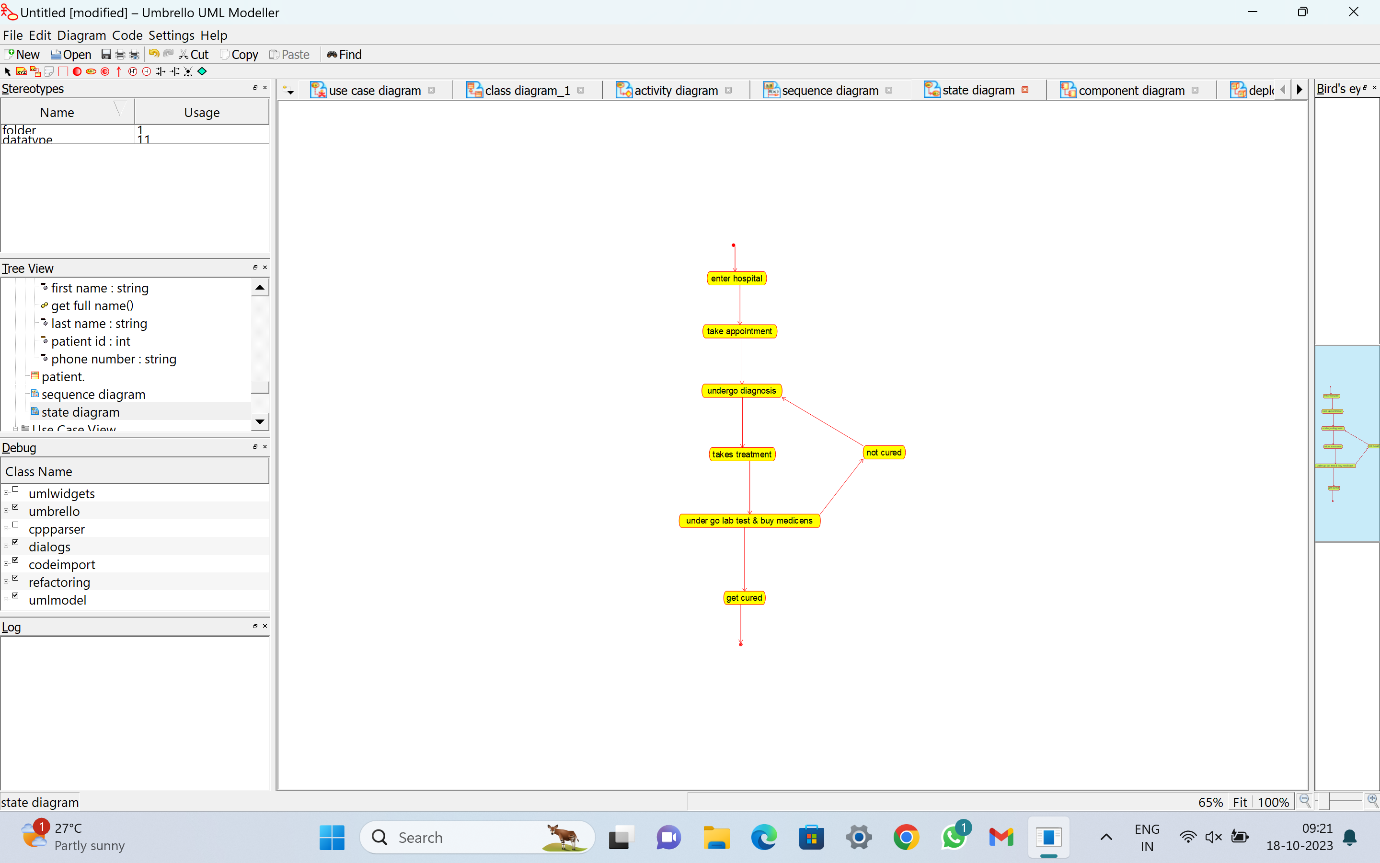 Untitled [modified] – Umbrello UML Modeller
File Edit Diagram Code Settings Help
New Open Cut Copy Paste Find
Stereotypes
use case diagram class diagram_1 activity diagram sequence diagram state diagram component diagram deplo
Bird's ey
Name Usage
folder 1
datatype 11
Tree View
first name : string
get full name()
last name : string
patient id : int
phone number : string
patient.
sequence diagram
state diagram
Use Case View
Debug
Class Name
umlwidgets
umbrello
cppparser
dialogs
codeimport
refactoring
umlmodel
Log
enter hospital
take appointment
undergo diagnosis
takes treatment
not cured
under go lab test & buy medicens
get cured
state diagram
65% Fit 100%
1
27°C
Partly sunny
Search
1
ENG
IN
09:21
18-10-2023